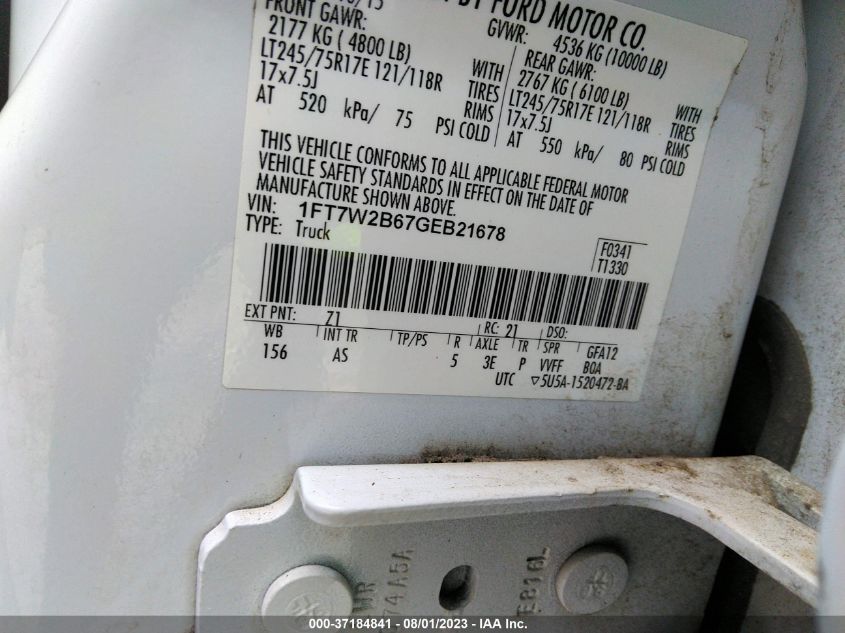 BY FORD MOTOR CO.
FRONT GAWR:
2177 KG ( 4800 LB)
LT245/75R17E 121/118R
17x7.5J
AT 520 kPa/ 75 PSI COLD
WITH
TIRES
RIMS
GVWR: 4536 KG (10000 LB)
REAR GAWR:
2767 KG ( 6100 LB)
LT245/75R17E 121/118R
17x7.5J
AT 550 kPa/ 80 PSI COLD
WITH
TIRES
RIMS
THIS VEHICLE CONFORMS TO ALL APPLICABLE FEDERAL MOTOR
VEHICLE SAFETY STANDARDS IN EFFECT ON THE DATE OF
MANUFACTURE SHOWN ABOVE.
VIN: 1FT7W2B67GEB21678
TYPE: Truck
F0341
T1330
EXT PNT: Z1 RC: 21 DSO:
WB INT TR TP/PS R AXLE TR SPR GFA12
156 AS 5 3E P VVFF BOA
UTC ▽5U5A-1520472-BA
000-37184841 - 08/01/2023 - IAA Inc.